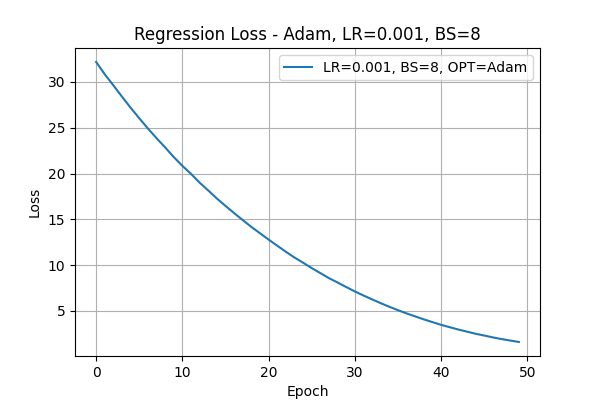 Regression Loss - Adam, LR=0.001, BS=8
LR=0.001, BS=8, OPT=Adam
30
25
20
15
10
5
Loss
0 10 20 30 40 50
Epoch